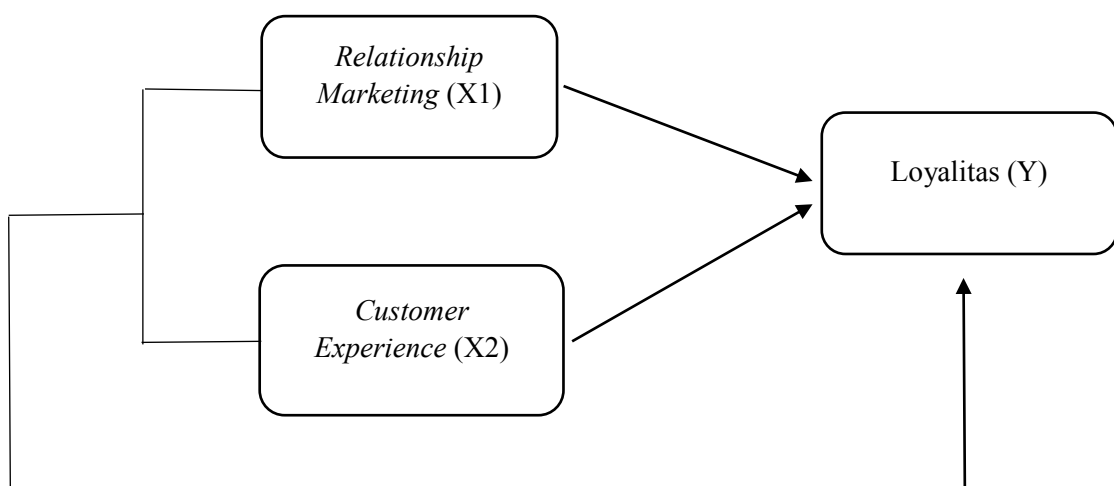 Relationship
Marketing (X1)
Loyalitas (Y)
Customer
Experience (X2)